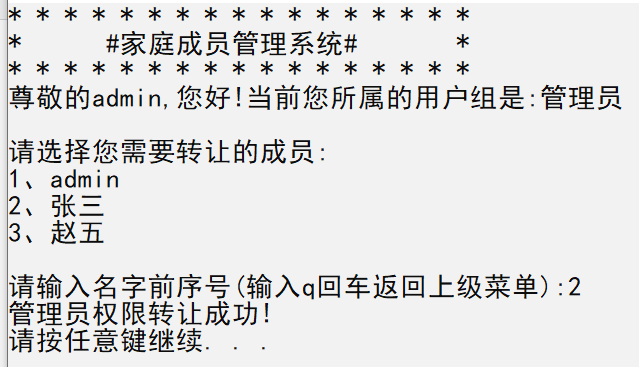 * * * * * * * * * * * * * * * * *
*      #家庭成员管理系统#       *
* * * * * * * * * * * * * * * * *
尊敬的admin,您好!当前您所属的用户组是:管理员
请选择您需要转让的成员:
1、admin
2、张三
3、赵五
请输入名字前序号(输入q回车返回上级菜单):2
管理员权限转让成功!
请按任意键继续. . .